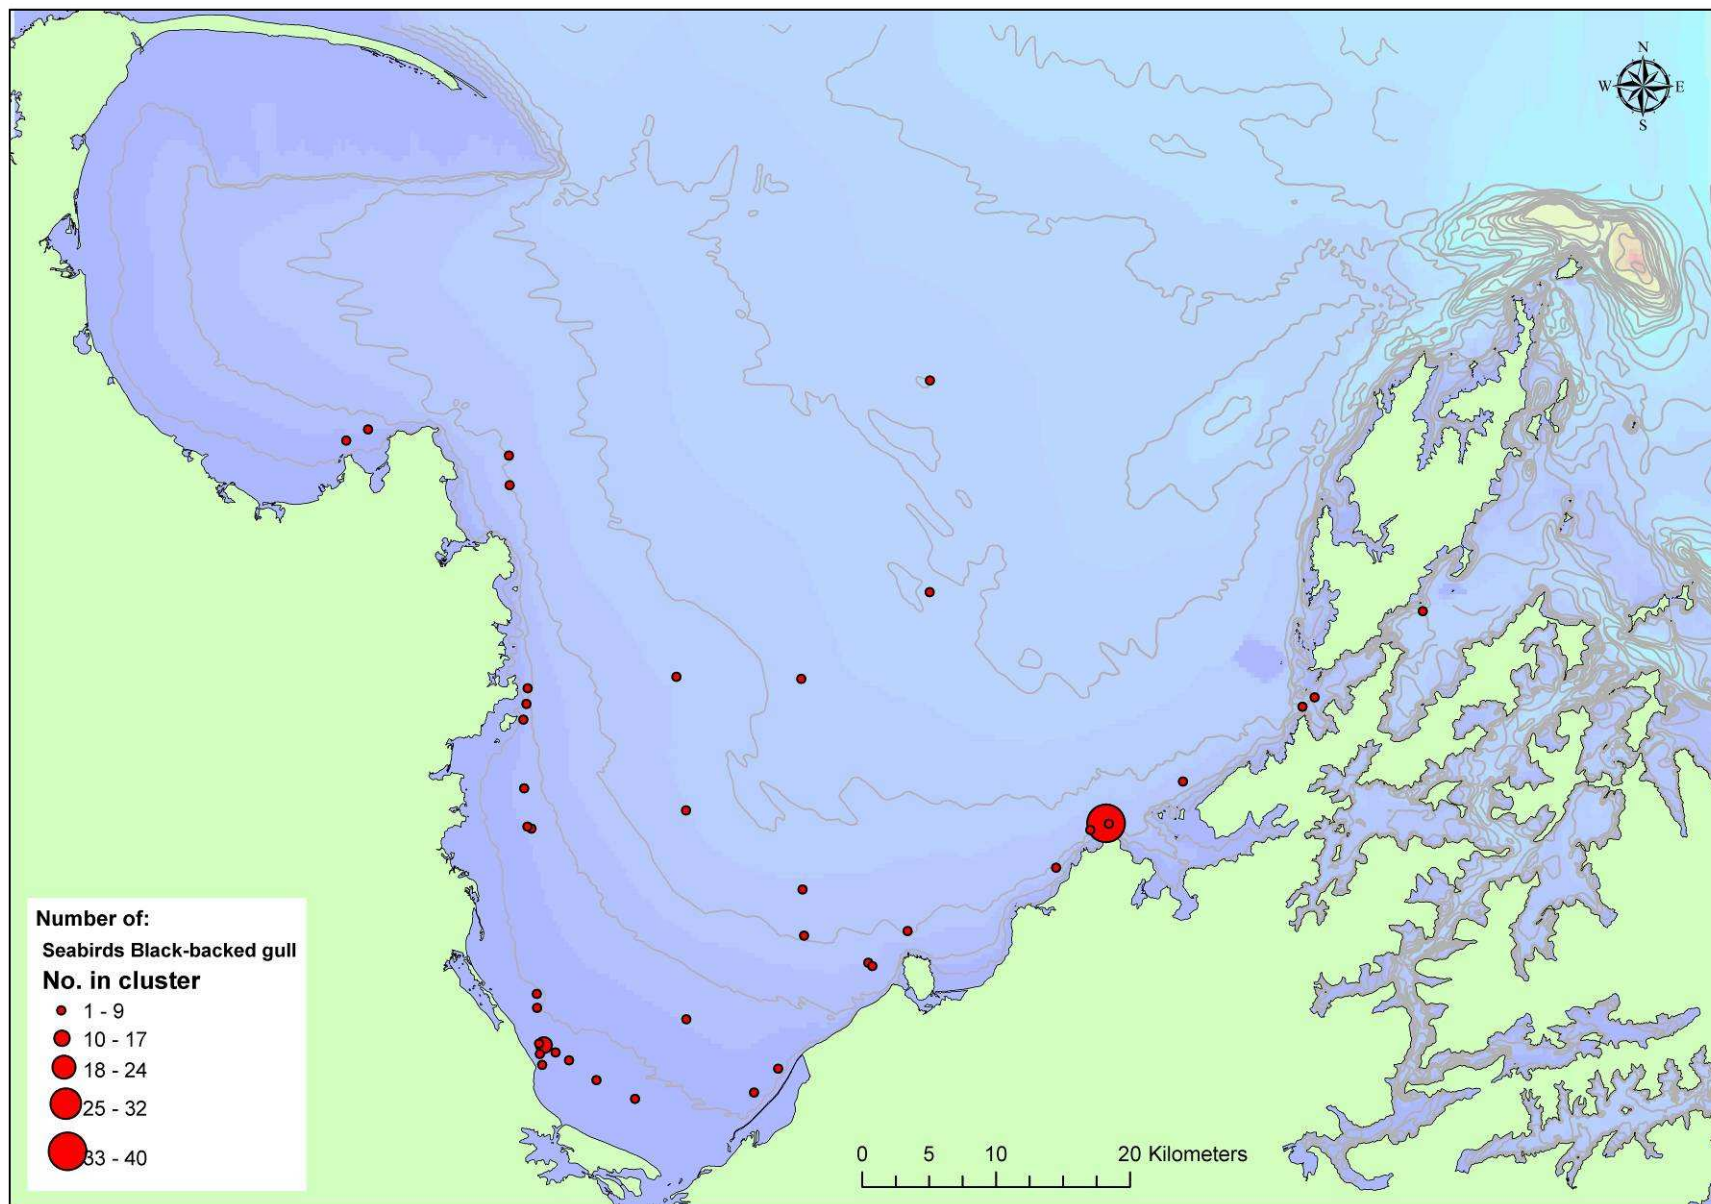 N
W E
S
Number of:
Seabirds Black-backed gull
No. in cluster
1 - 9
10 - 17
18 - 24
25 - 32
33 - 40
0 5 10 20 Kilometers